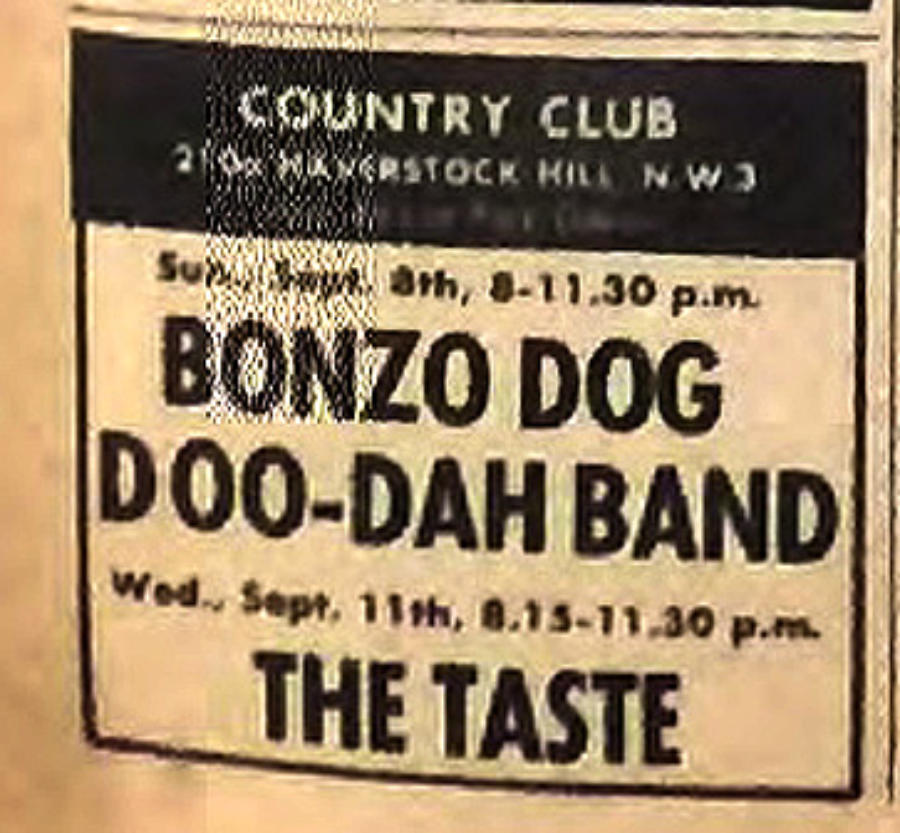 COUNTRY CLUB
HAVERSTOCK HILL N.W.3
Sun., Sept. 8th, 8-11.30 p.m.
BONZO DOG
DOO-DAH BAND
Wed., Sept. 11th, 8.15-11.30 p.m.
THE TASTE